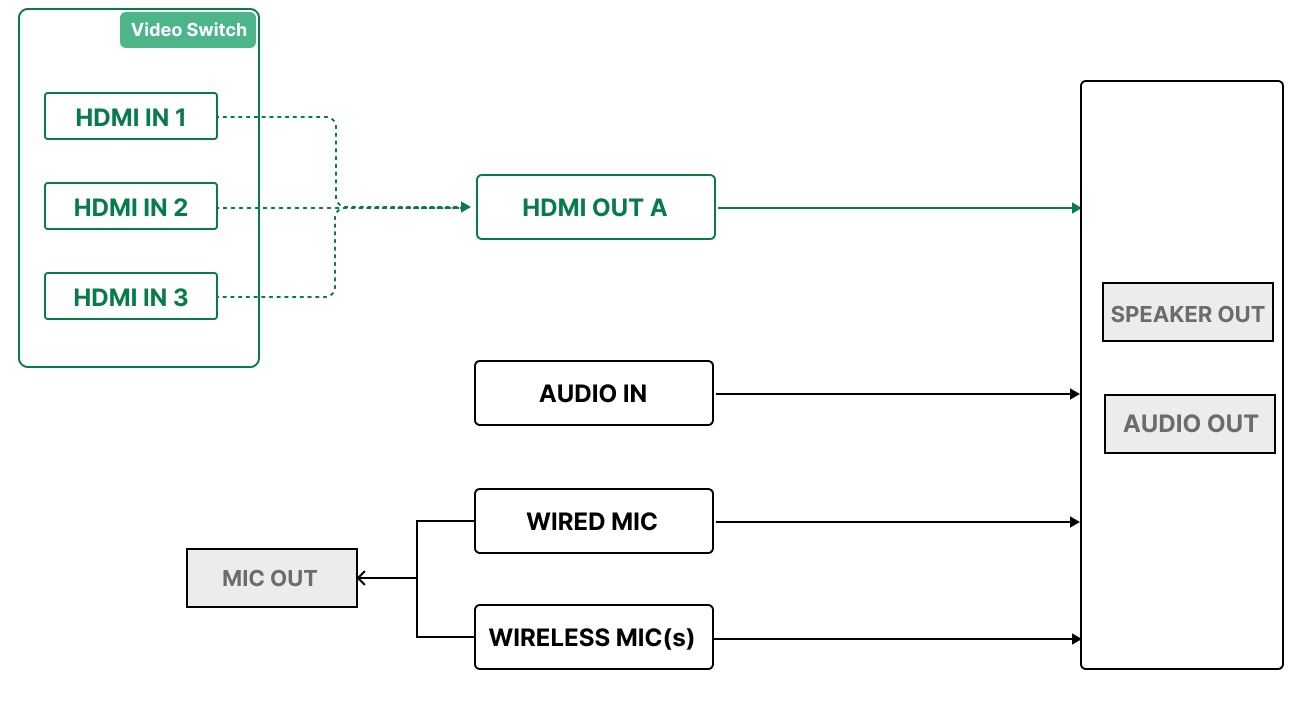 Video Switch
HDMI IN 1
HDMI IN 2
HDMI OUT A
HDMI IN 3
SPEAKER OUT
AUDIO IN
AUDIO OUT
WIRED MIC
MIC OUT
WIRELESS MIC(s)